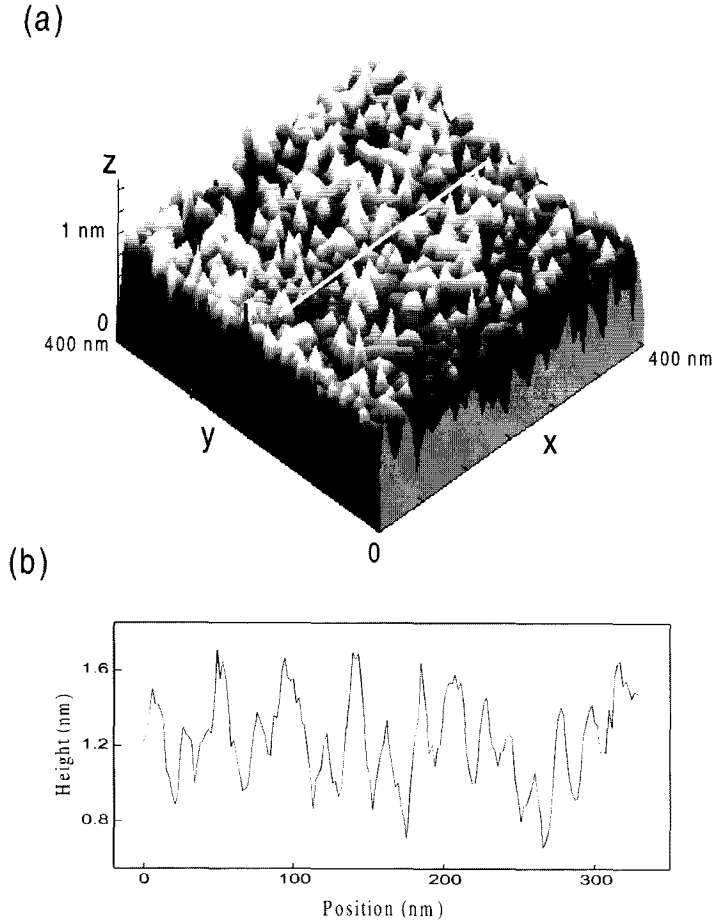 (a)
z
1 nm
0
400 nm
400 nm
y
x
0
(b)
1.6
1.2
0.8
Height (nm)
0
100
200
300
Position (nm)